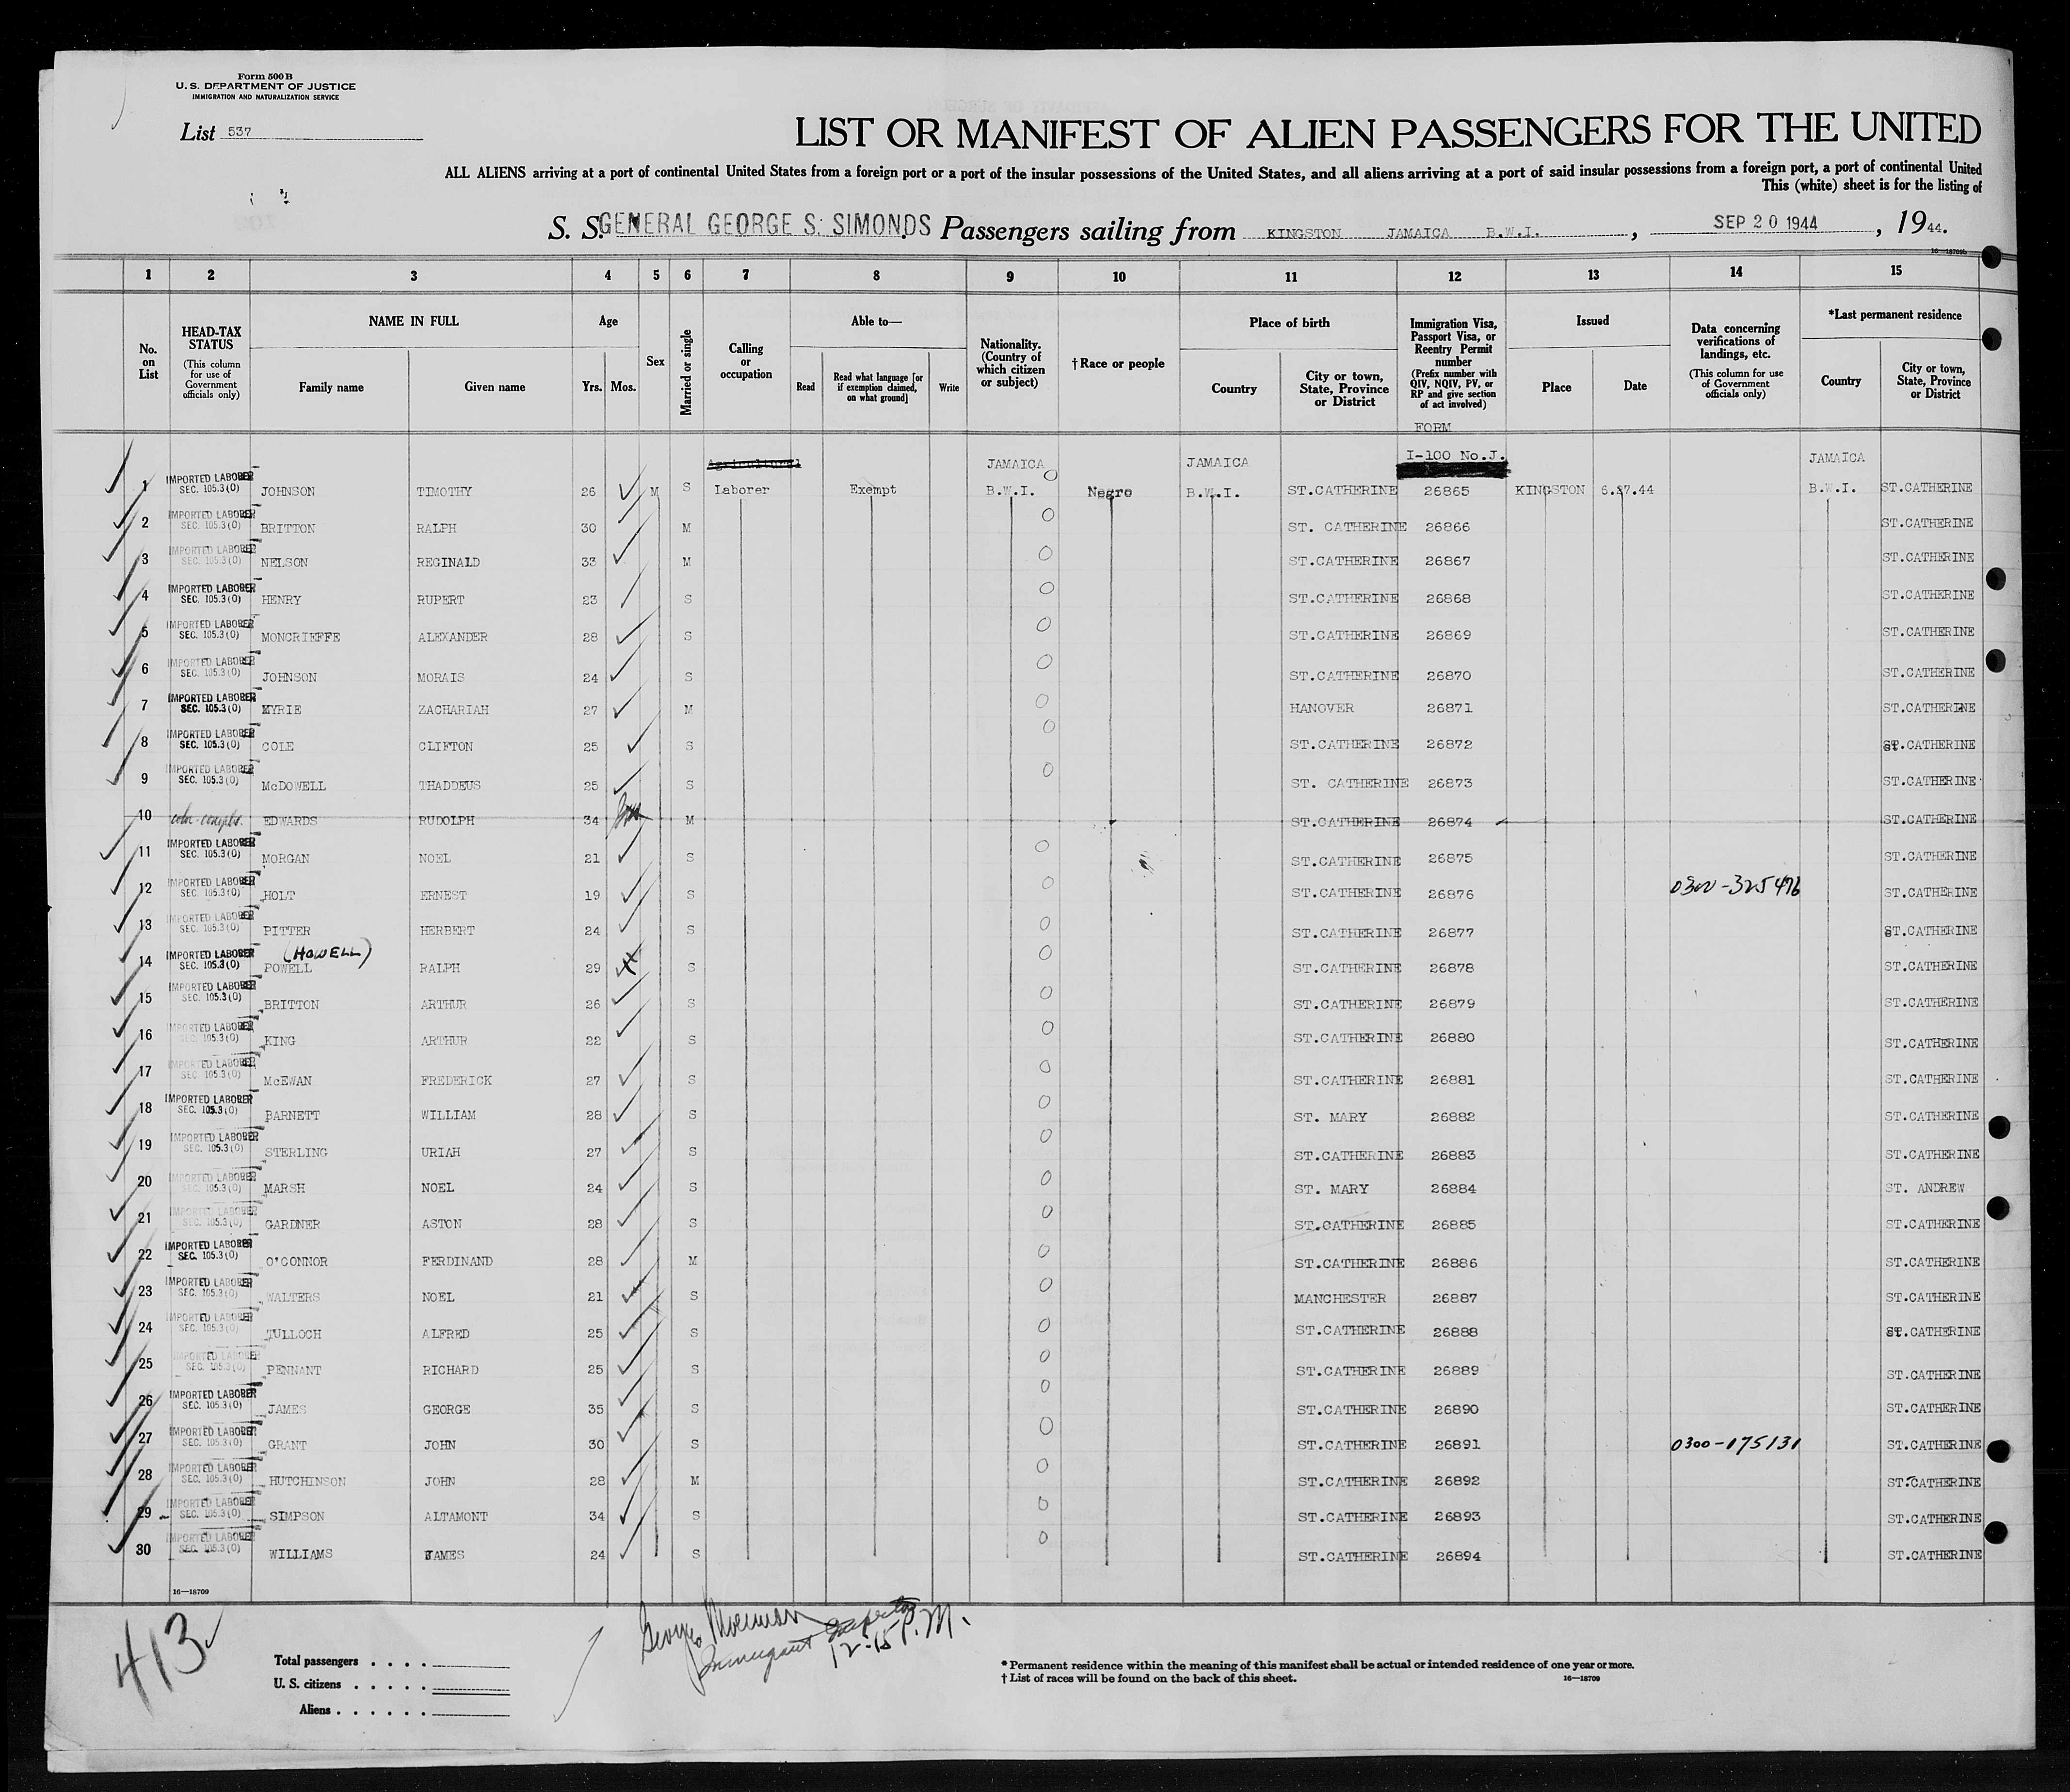 Form 500 B
U. S. DEPARTMENT OF JUSTICE
IMMIGRATION AND NATURALIZATION SERVICE
List 537
LIST OR MANIFEST OF ALIEN PASSENGERS FOR THE UNITED
ALL ALIENS arriving at a port of continental United States from a foreign port or a port of the insular possessions of the United States, and all aliens arriving at a port of said insular possessions from a foreign port, a port of continental United
This (white) sheet is for the listing of
S. S. GENERAL GEORGE S. SIMONDS Passengers sailing from KINGSTON JAMAICA B.W.I. , SEP 20 1944 , 1944.
16—18709b
1 2 3 4 5 6 7 8 9 10 11 12 13 14 15
No. on List
HEAD-TAX STATUS (This column for use of Government officials only)
NAME IN FULL
Family name
Given name
Age
Yrs.
Mos.
Sex
Married or single
Calling or occupation
Able to—
Read
Read what language [or if exemption claimed, on what ground]
Write
Nationality. (Country of which citizen or subject)
† Race or people
Place of birth
Country
City or town, State, Province or District
Immigration Visa, Passport Visa, or Reentry Permit number (Prefix number with QIV, NQIV, PV, or RP and give section of act involved)
Issued
Place
Date
Data concerning verifications of landings, etc. (This column for use of Government officials only)
*Last permanent residence
Country
City or town, State, Province or District
FORM
Agricultural JAMAICA JAMAICA I-100 No.J. JAMAICA
1 IMPORTED LABORER SEC. 105.3(0) JOHNSON TIMOTHY 26 M S Laborer Exempt B.W.I. Negro B.W.I. ST.CATHERINE 26865 KINGSTON 6.27.44 B.W.I. ST.CATHERINE
2 IMPORTED LABORER SEC. 105.3(0) BRITTON RALPH 30 M ST. CATHERINE 26866 ST.CATHERINE
3 IMPORTED LABORER SEC. 105.3(0) NELSON REGINALD 33 M ST.CATHERINE 26867 ST.CATHERINE
4 IMPORTED LABORER SEC. 105.3(0) HENRY RUPERT 23 S ST.CATHERINE 26868 ST.CATHERINE
5 IMPORTED LABORER SEC. 105.3(0) MONCRIEFFE ALEXANDER 28 S ST.CATHERINE 26869 ST.CATHERINE
6 IMPORTED LABORER SEC. 105.3(0) JOHNSON MORAIS 24 S ST.CATHERINE 26870 ST.CATHERINE
7 IMPORTED LABORER SEC. 105.3(0) KYRIE ZACHARIAH 27 M HANOVER 26871 ST.CATHERINE
8 IMPORTED LABORER SEC. 105.3(0) COLE CLIFTON 25 S ST.CATHERINE 26872 ST.CATHERINE
9 IMPORTED LABORER SEC. 105.3(0) McDOWELL THADDEUS 25 S ST. CATHERINE 26873 ST.CATHERINE
10 EDWARDS RUDOLPH 34 M ST.CATHERINE 26874 ST.CATHERINE
11 IMPORTED LABORER SEC. 105.3(0) MORGAN NOEL 21 S ST.CATHERINE 26875 ST.CATHERINE
12 IMPORTED LABORER SEC. 105.3(0) HOLT ERNEST 19 S ST.CATHERINE 26876 0300-325476 ST.CATHERINE
13 IMPORTED LABORER SEC. 105.3(0) PITTER HERBERT 24 S ST.CATHERINE 26877 ST.CATHERINE
(HOWELL)
14 IMPORTED LABORER SEC. 105.3(0) POWELL RALPH 29 S ST.CATHERINE 26878 ST.CATHERINE
15 IMPORTED LABORER SEC. 105.3(0) BRITTON ARTHUR 26 S ST.CATHERINE 26879 ST.CATHERINE
16 IMPORTED LABORER SEC. 105.3(0) KING ARTHUR 22 S ST.CATHERINE 26880 ST.CATHERINE
17 IMPORTED LABORER SEC. 105.3(0) McEWAN FREDERICK 27 S ST.CATHERINE 26881 ST.CATHERINE
18 IMPORTED LABORER SEC. 105.3(0) BARNETT WILLIAM 28 S ST. MARY 26882 ST.CATHERINE
19 IMPORTED LABORER SEC. 105.3(0) STERLING URIAH 27 S ST.CATHERINE 26883 ST.CATHERINE
20 IMPORTED LABORER SEC. 105.3(0) MARSH NOEL 24 S ST. MARY 26884 ST. ANDREW
21 IMPORTED LABORER SEC. 105.3(0) GARDNER ASTON 28 S ST.CATHERINE 26885 ST.CATHERINE
22 IMPORTED LABORER SEC. 105.3(0) O'CONNOR FERDINAND 28 M ST.CATHERINE 26886 ST.CATHERINE
23 IMPORTED LABORER SEC. 105.3(0) WALTERS NOEL 21 S MANCHESTER 26887 ST.CATHERINE
24 IMPORTED LABORER SEC. 105.3(0) TULLOCH ALFRED 25 S ST.CATHERINE 26888 ST.CATHERINE
25 IMPORTED LABORER SEC. 105.3(0) PENNANT RICHARD 25 S ST.CATHERINE 26889 ST.CATHERINE
26 IMPORTED LABORER SEC. 105.3(0) JAMES GEORGE 35 S ST.CATHERINE 26890 ST.CATHERINE
27 IMPORTED LABORER SEC. 105.3(0) GRANT JOHN 30 S ST.CATHERINE 26891 0300-175131 ST.CATHERINE
28 IMPORTED LABORER SEC. 105.3(0) HUTCHINSON JOHN 28 M ST.CATHERINE 26892 ST.CATHERINE
29 IMPORTED LABORER SEC. 105.3(0) SIMPSON ALTAMONT 34 S ST.CATHERINE 26893 ST.CATHERINE
30 IMPORTED LABORER SEC. 105.3(0) WILLIAMS JAMES 24 S ST.CATHERINE 26894 ST.CATHERINE
16—18709
413
Immigrant Inspector
12:15 P.M.
Total passengers
U. S. citizens
Aliens
* Permanent residence within the meaning of this manifest shall be actual or intended residence of one year or more.
† List of races will be found on the back of this sheet. 16—18709